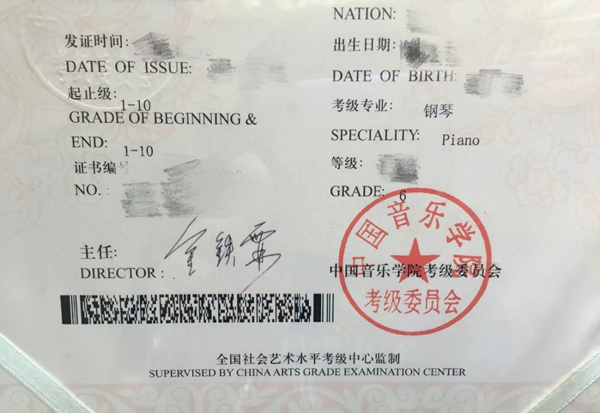 NATION:
发证时间:
出生日期:
DATE OF ISSUE:
DATE OF BIRTH:
起止级: 1-10
考级专业: 钢琴
GRADE OF BEGINNING &
END: 1-10
SPECIALITY: Piano
证书编号
等级:
NO. :
GRADE: 6
主任:
金铁霖
DIRECTOR :
中国音乐学院
考级委员会
中国音乐学院考级委员会
全国社会艺术水平考级中心监制
SUPERVISED BY CHINA ARTS GRADE EXAMINATION CENTER